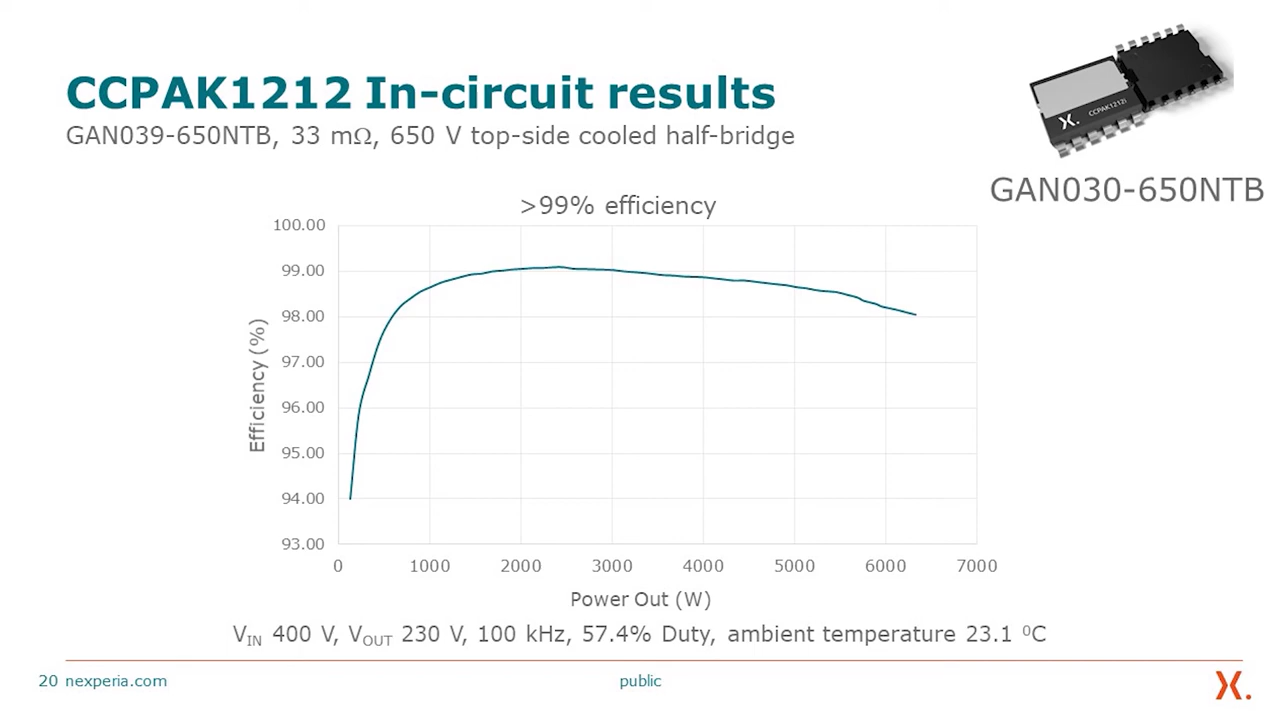 CCPAK1212 In-circuit results
GAN039-650NTB, 33 mΩ, 650 V top-side cooled half-bridge
X.
CCPAK1212i
GAN030-650NTB
>99% efficiency
100.00
99.00
98.00
97.00
96.00
95.00
94.00
93.00
Efficiency (%)
0 1000 2000 3000 4000 5000 6000 7000
Power Out (W)
VIN 400 V, VOUT 230 V, 100 kHz, 57.4% Duty, ambient temperature 23.1 ⁰C
20 nexperia.com public X.